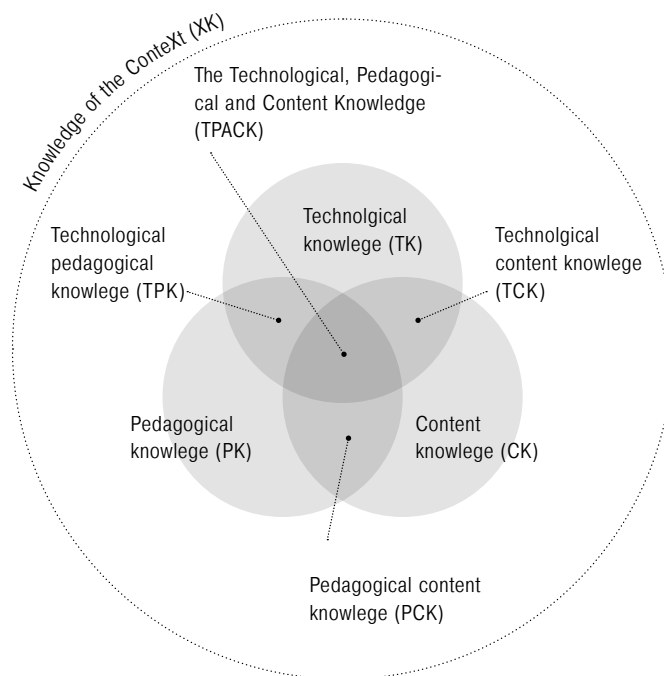 Knowledge of the ConteXt (XK)
The Technological, Pedagogi-
cal and Content Knowledge
(TPACK)
Technolgical
knowlege (TK)
Technological
pedagogical
knowlege (TPK)
Technolgical
content knowlege
(TCK)
Pedagogical
knowlege (PK)
Content
knowlege (CK)
Pedagogical content
knowlege (PCK)